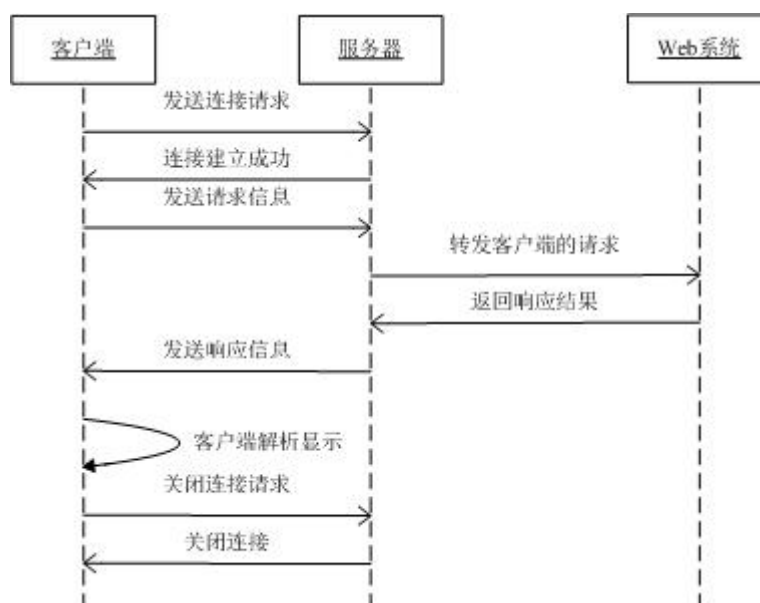 客户端
服务器
Web系统
发送连接请求
连接建立成功
发送请求信息
转发客户端的请求
返回响应结果
发送响应信息
客户端解析显示
关闭连接请求
关闭连接